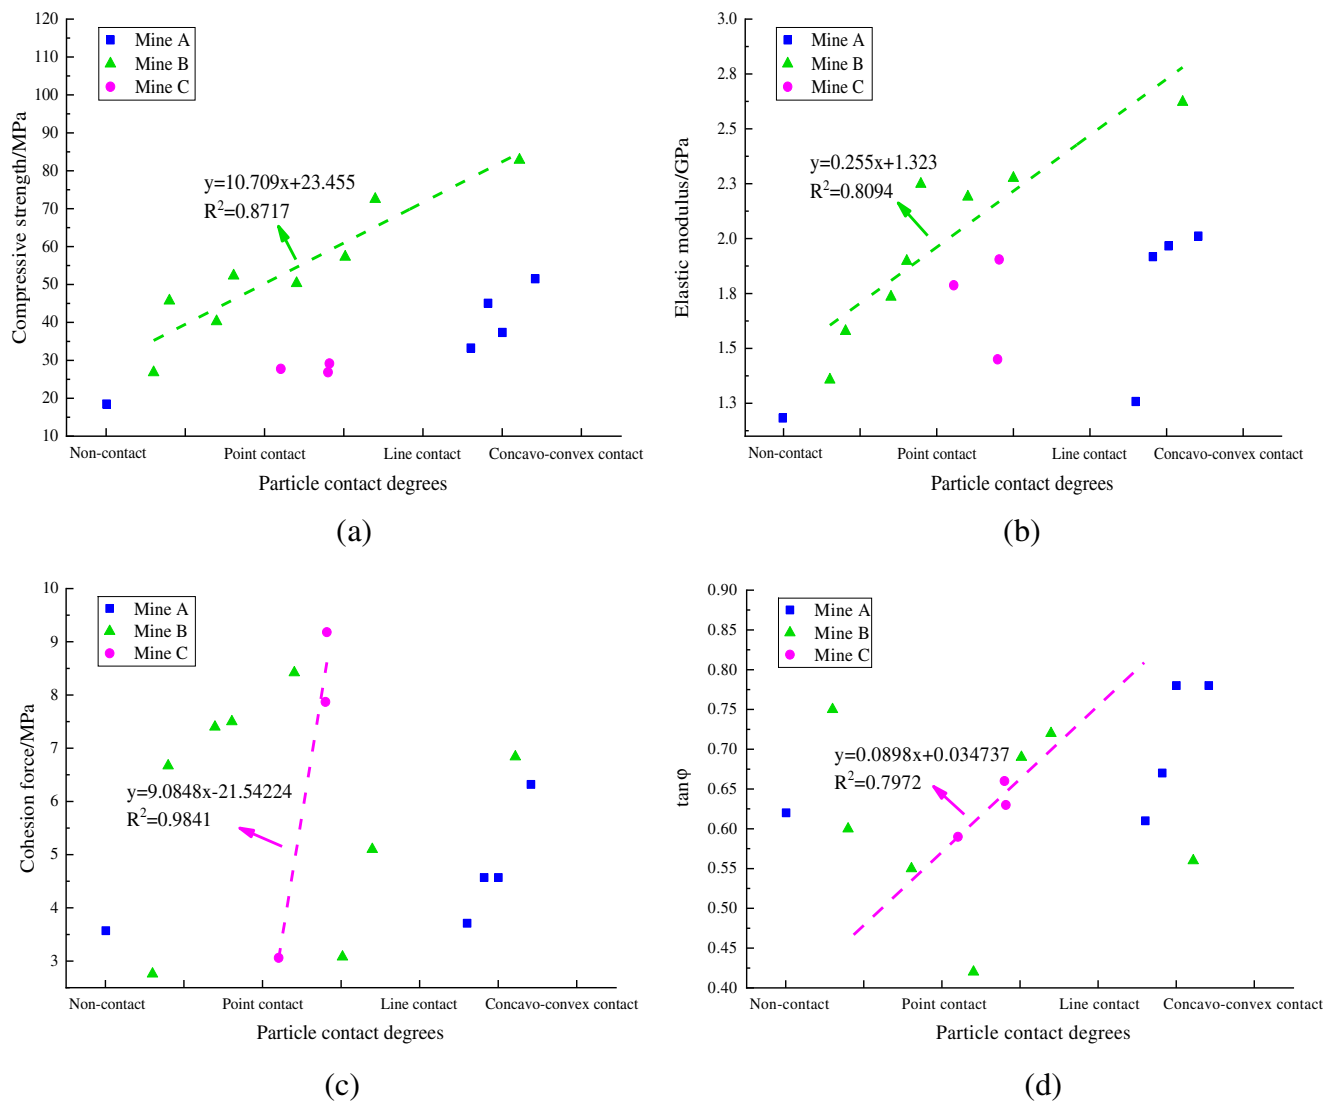 120
110
100
90
80
70
60
50
40
30
20
10
Compressive strength/MPa
Mine A
Mine B
Mine C
y=10.709x+23.455
R²=0.8717
Non-contact
Point contact
Line contact
Concavo-convex contact
Particle contact degrees
(a)
3.0
2.8
2.5
2.3
2.0
1.8
1.5
1.3
Elastic modulus/GPa
Mine A
Mine B
Mine C
y=0.255x+1.323
R²=0.8094
Non-contact
Point contact
Line contact
Concavo-convex contact
Particle contact degrees
(b)
10
9
8
7
6
5
4
3
Cohesion force/MPa
Mine A
Mine B
Mine C
y=9.0848x-21.54224
R²=0.9841
Non-contact
Point contact
Line contact
Concavo-convex contact
Particle contact degrees
(c)
0.90
0.85
0.80
0.75
0.70
0.65
0.60
0.55
0.50
0.45
0.40
tanφ
Mine A
Mine B
Mine C
y=0.0898x+0.034737
R²=0.7972
Non-contact
Point contact
Line contact
Concavo-convex contact
Particle contact degrees
(d)